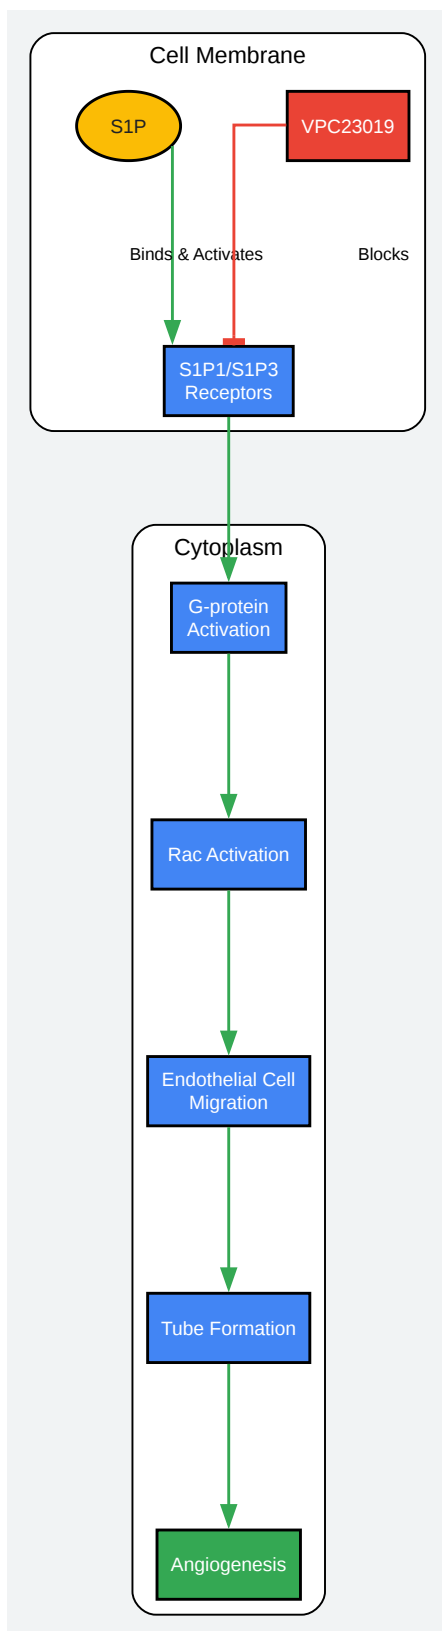 Cell Membrane
S1P
VPC23019
Binds & Activates
Blocks
S1P1/S1P3
Receptors
Cytoplasm
G-protein
Activation
Rac Activation
Endothelial Cell
Migration
Tube Formation
Angiogenesis